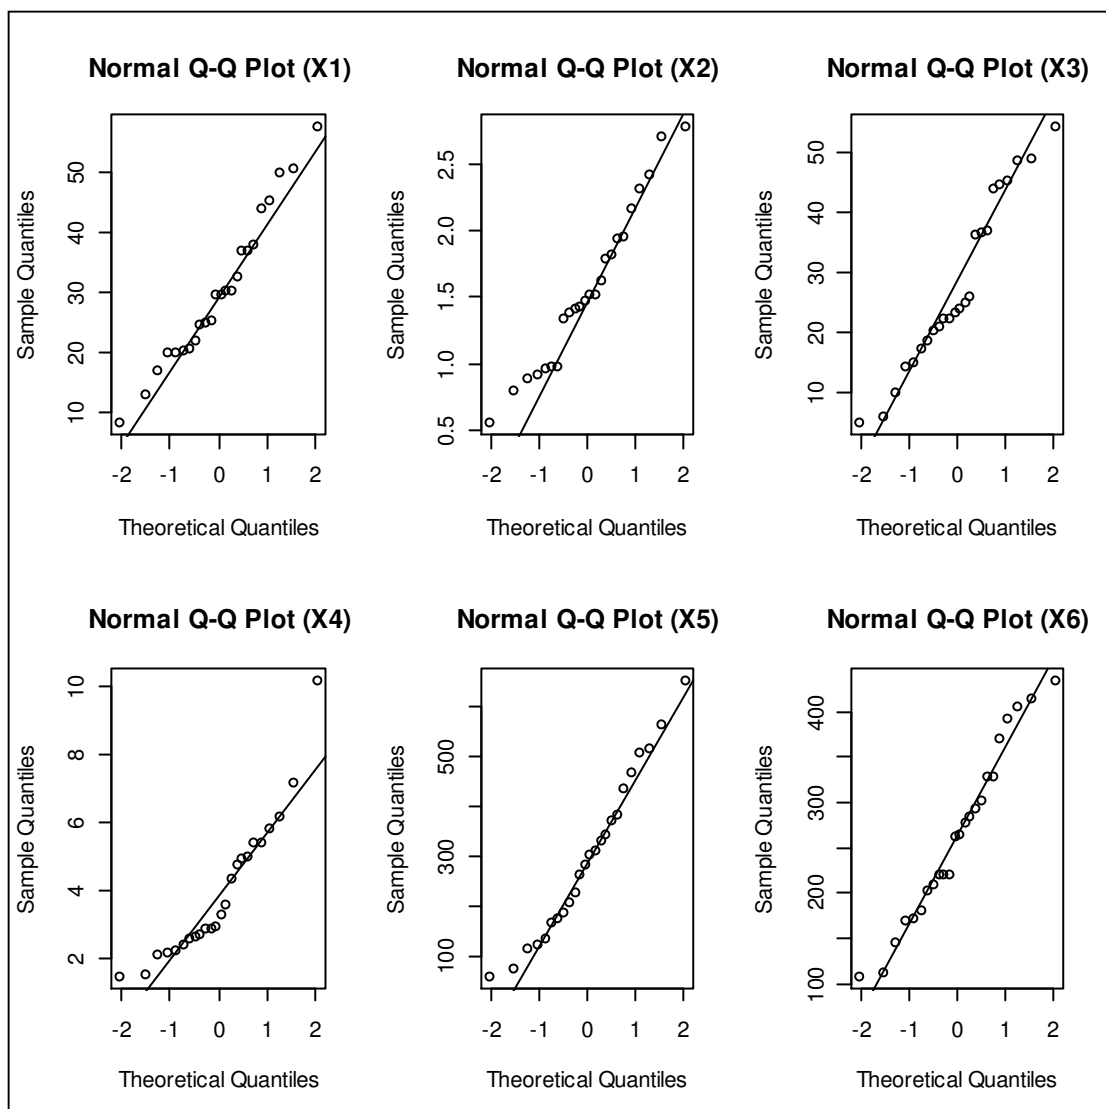 Normal Q-Q Plot (X1)
Sample Quantiles
50
40
30
20
10
-2 -1 0 1 2
Theoretical Quantiles
Normal Q-Q Plot (X2)
Sample Quantiles
2.5
2.0
1.5
1.0
0.5
-2 -1 0 1 2
Theoretical Quantiles
Normal Q-Q Plot (X3)
Sample Quantiles
50
40
30
20
10
-2 -1 0 1 2
Theoretical Quantiles
Normal Q-Q Plot (X4)
Sample Quantiles
10
8
6
4
2
-2 -1 0 1 2
Theoretical Quantiles
Normal Q-Q Plot (X5)
Sample Quantiles
500
300
100
-2 -1 0 1 2
Theoretical Quantiles
Normal Q-Q Plot (X6)
Sample Quantiles
400
300
200
100
-2 -1 0 1 2
Theoretical Quantiles